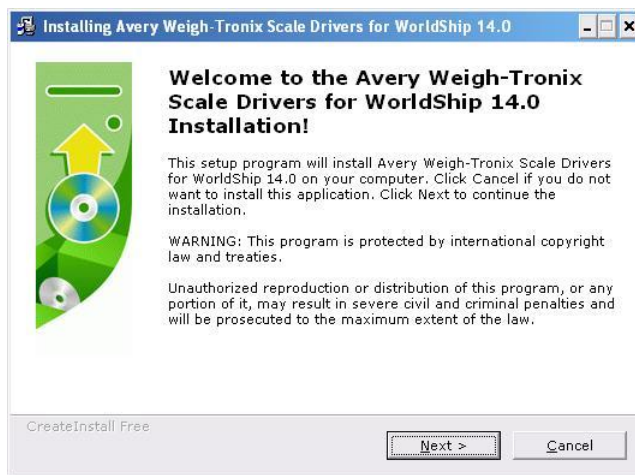 Installing Avery Weigh-Tronix Scale Drivers for WorldShip 14.0
Welcome to the Avery Weigh-Tronix
Scale Drivers for WorldShip 14.0
Installation!
This setup program will install Avery Weigh-Tronix Scale Drivers
for WorldShip 14.0 on your computer. Click Cancel if you do not
want to install this application. Click Next to continue the
installation.
WARNING: This program is protected by international copyright
law and treaties.
Unauthorized reproduction or distribution of this program, or any
portion of it, may result in severe civil and criminal penalties and
will be prosecuted to the maximum extent of the law.
CreateInstall Free
Next >
Cancel